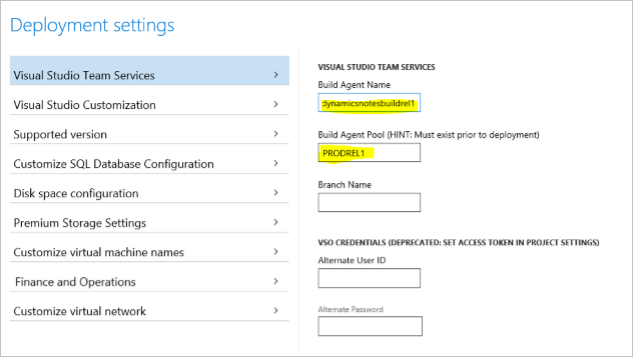 Deployment settings
Visual Studio Team Services
Visual Studio Customization
Supported version
Customize SQL Database Configuration
Disk space configuration
Premium Storage Settings
Customize virtual machine names
Finance and Operations
Customize virtual network
VISUAL STUDIO TEAM SERVICES
Build Agent Name
dynamicsnotesbuildrel1
Build Agent Pool (HINT: Must exist prior to deployment)
PRODREL1
Branch Name
VSO CREDENTIALS (DEPRECATED: SET ACCESS TOKEN IN PROJECT SETTINGS)
Alternate User ID
Alternate Password